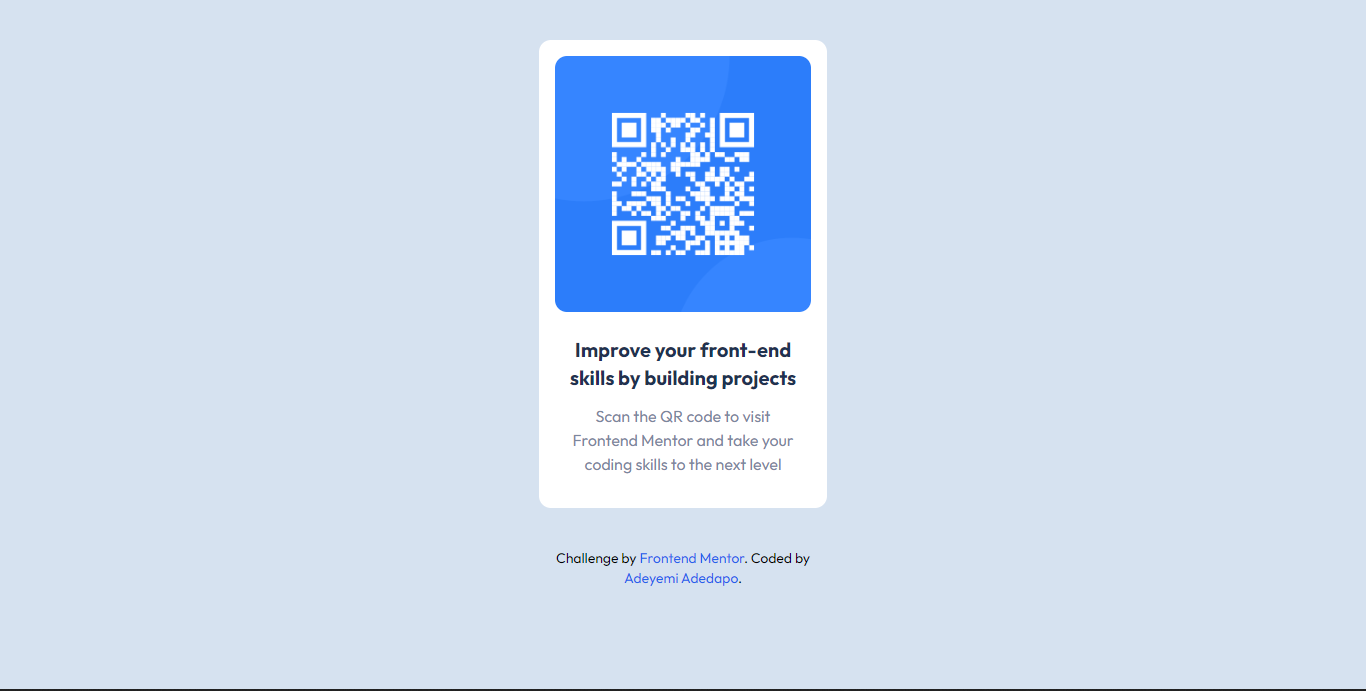 Improve your front-end
skills by building projects
Scan the QR code to visit
Frontend Mentor and take your
coding skills to the next level
Challenge by Frontend Mentor. Coded by
Adeyemi Adedapo.